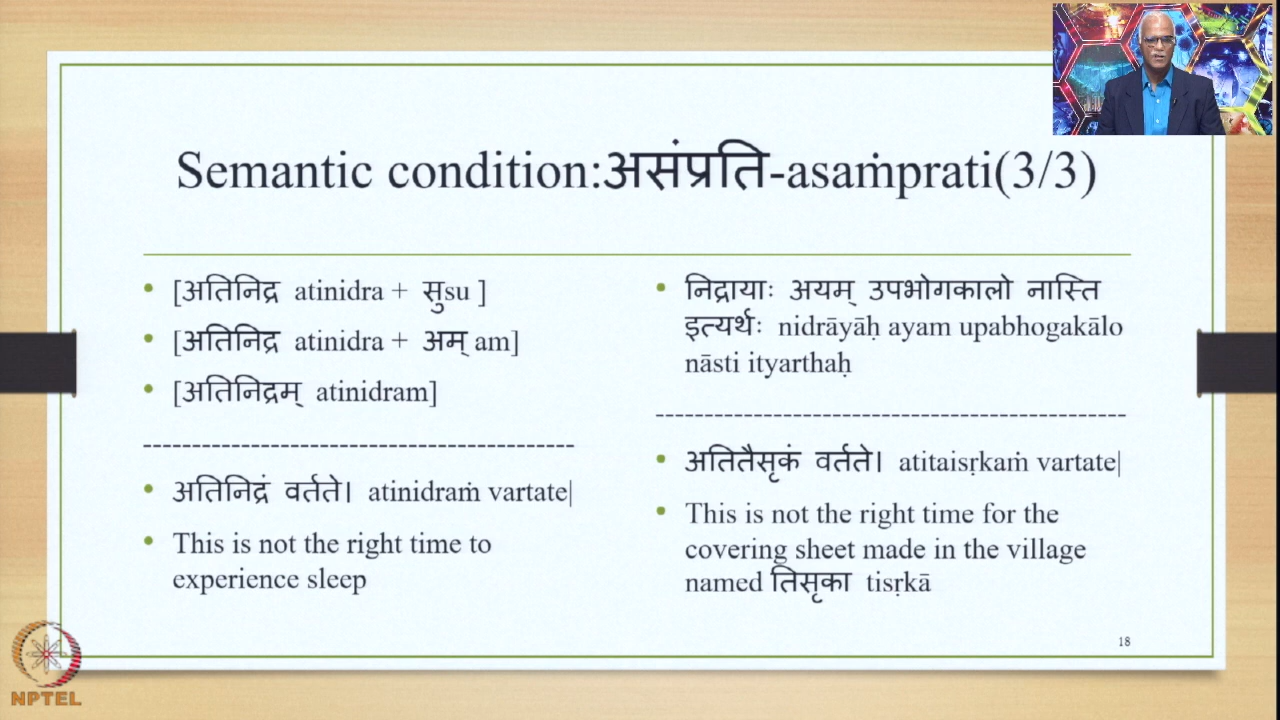 Semantic condition:असंप्रति-asaṁprati(3/3)
[अतिनिद्र atinidra + सुsu ]
[अतिनिद्र atinidra + अम् am]
[अतिनिद्रम् atinidram]
-------------------------------------------
अतिनिद्रं वर्तते। atinidraṁ vartate|
This is not the right time to
experience sleep
निद्रायाः अयम् उपभोगकालो नास्ति
इत्यर्थः nidrāyāḥ ayam upabhogakālo
nāsti ityarthaḥ
-----------------------------------------------
अतितैसृकं वर्तते। atitaisṛkaṁ vartate|
This is not the right time for the
covering sheet made in the village
named तिसृका tisṛkā
18
NPTEL